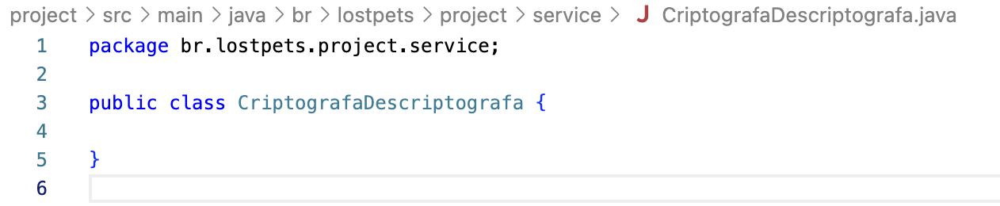 project > src > main > java > br > lostpets > project > service > J CriptografaDescriptografa.java
1 package br.lostpets.project.service;
2
3 public class CriptografaDescriptografa {
4
5 }
6